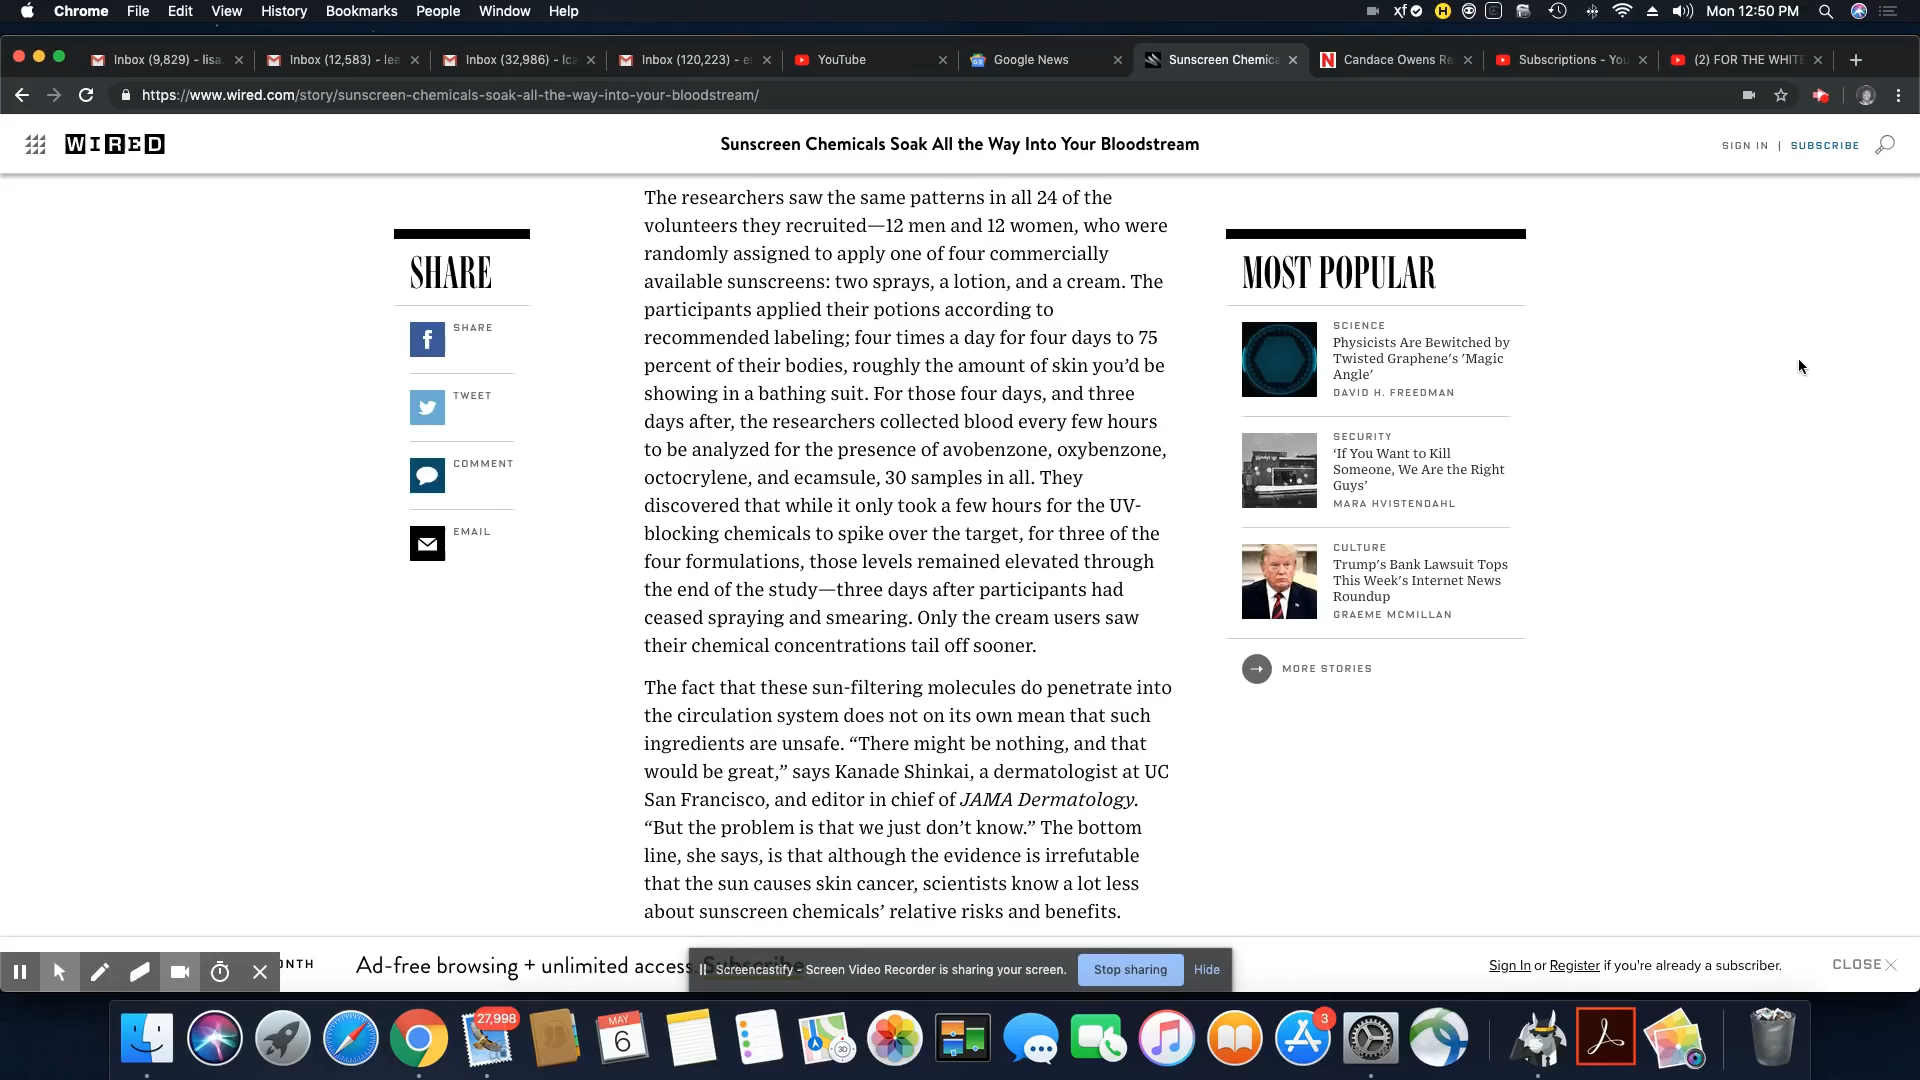 Chrome File Edit View History Bookmarks People Window Help
Mon 12:50 PM
Inbox (9,829) - lisa.
Inbox (12,583) - lee
Inbox (32,986) - lca
Inbox (120,223) - e
YouTube
Google News
Sunscreen Chemica
Candace Owens Re
Subscriptions - You
(2) FOR THE WHIT
https://www.wired.com/story/sunscreen-chemicals-soak-all-the-way-into-your-bloodstream/
WIRED
Sunscreen Chemicals Soak All the Way Into Your Bloodstream
SIGN IN | SUBSCRIBE
SHARE
SHARE
TWEET
COMMENT
EMAIL
The researchers saw the same patterns in all 24 of the
volunteers they recruited—12 men and 12 women, who were
randomly assigned to apply one of four commercially
available sunscreens: two sprays, a lotion, and a cream. The
participants applied their potions according to
recommended labeling; four times a day for four days to 75
percent of their bodies, roughly the amount of skin you’d be
showing in a bathing suit. For those four days, and three
days after, the researchers collected blood every few hours
to be analyzed for the presence of avobenzone, oxybenzone,
octocrylene, and ecamsule, 30 samples in all. They
discovered that while it only took a few hours for the UV-
blocking chemicals to spike over the target, for three of the
four formulations, those levels remained elevated through
the end of the study—three days after participants had
ceased spraying and smearing. Only the cream users saw
their chemical concentrations tail off sooner.
The fact that these sun-filtering molecules do penetrate into
the circulation system does not on its own mean that such
ingredients are unsafe. “There might be nothing, and that
would be great,” says Kanade Shinkai, a dermatologist at UC
San Francisco, and editor in chief of JAMA Dermatology.
“But the problem is that we just don’t know.” The bottom
line, she says, is that although the evidence is irrefutable
that the sun causes skin cancer, scientists know a lot less
about sunscreen chemicals’ relative risks and benefits.
MOST POPULAR
SCIENCE
Physicists Are Bewitched by
Twisted Graphene's 'Magic
Angle'
DAVID H. FREEDMAN
SECURITY
‘If You Want to Kill
Someone, We Are the Right
Guys’
MARA HVISTENDAHL
CULTURE
Trump's Bank Lawsuit Tops
This Week's Internet News
Roundup
GRAEME MCMILLAN
MORE STORIES
ONTH
Ad-free browsing + unlimited access. Subscribe
Screencastify - Screen Video Recorder is sharing your screen.
Stop sharing
Hide
Sign In or Register if you're already a subscriber.
CLOSE
27,998
MAY
6
3D
3